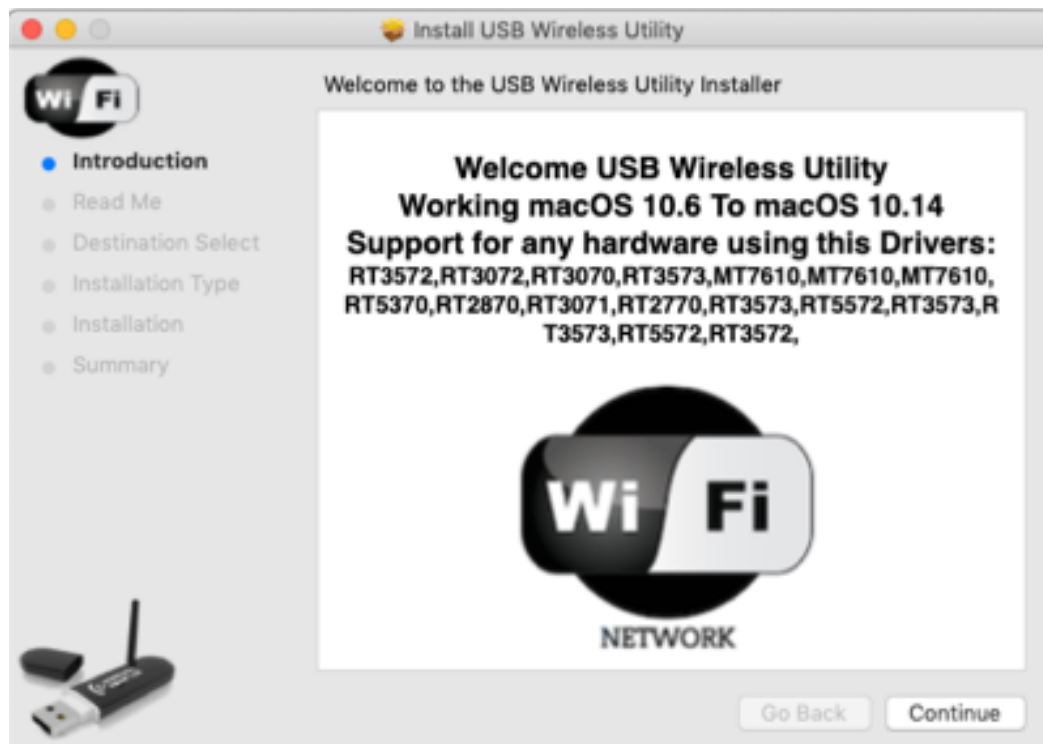 Install USB Wireless Utility
Wi Fi
Welcome to the USB Wireless Utility Installer
Introduction
Read Me
Destination Select
Installation Type
Installation
Summary
Welcome USB Wireless Utility
Working macOS 10.6 To macOS 10.14
Support for any hardware using this Drivers:
RT3572,RT3072,RT3070,RT3573,MT7610,MT7610,MT7610,
RT5370,RT2870,RT3071,RT2770,RT3573,RT5572,RT3573,R
T3573,RT5572,RT3572,
Wi Fi
NETWORK
Go Back
Continue